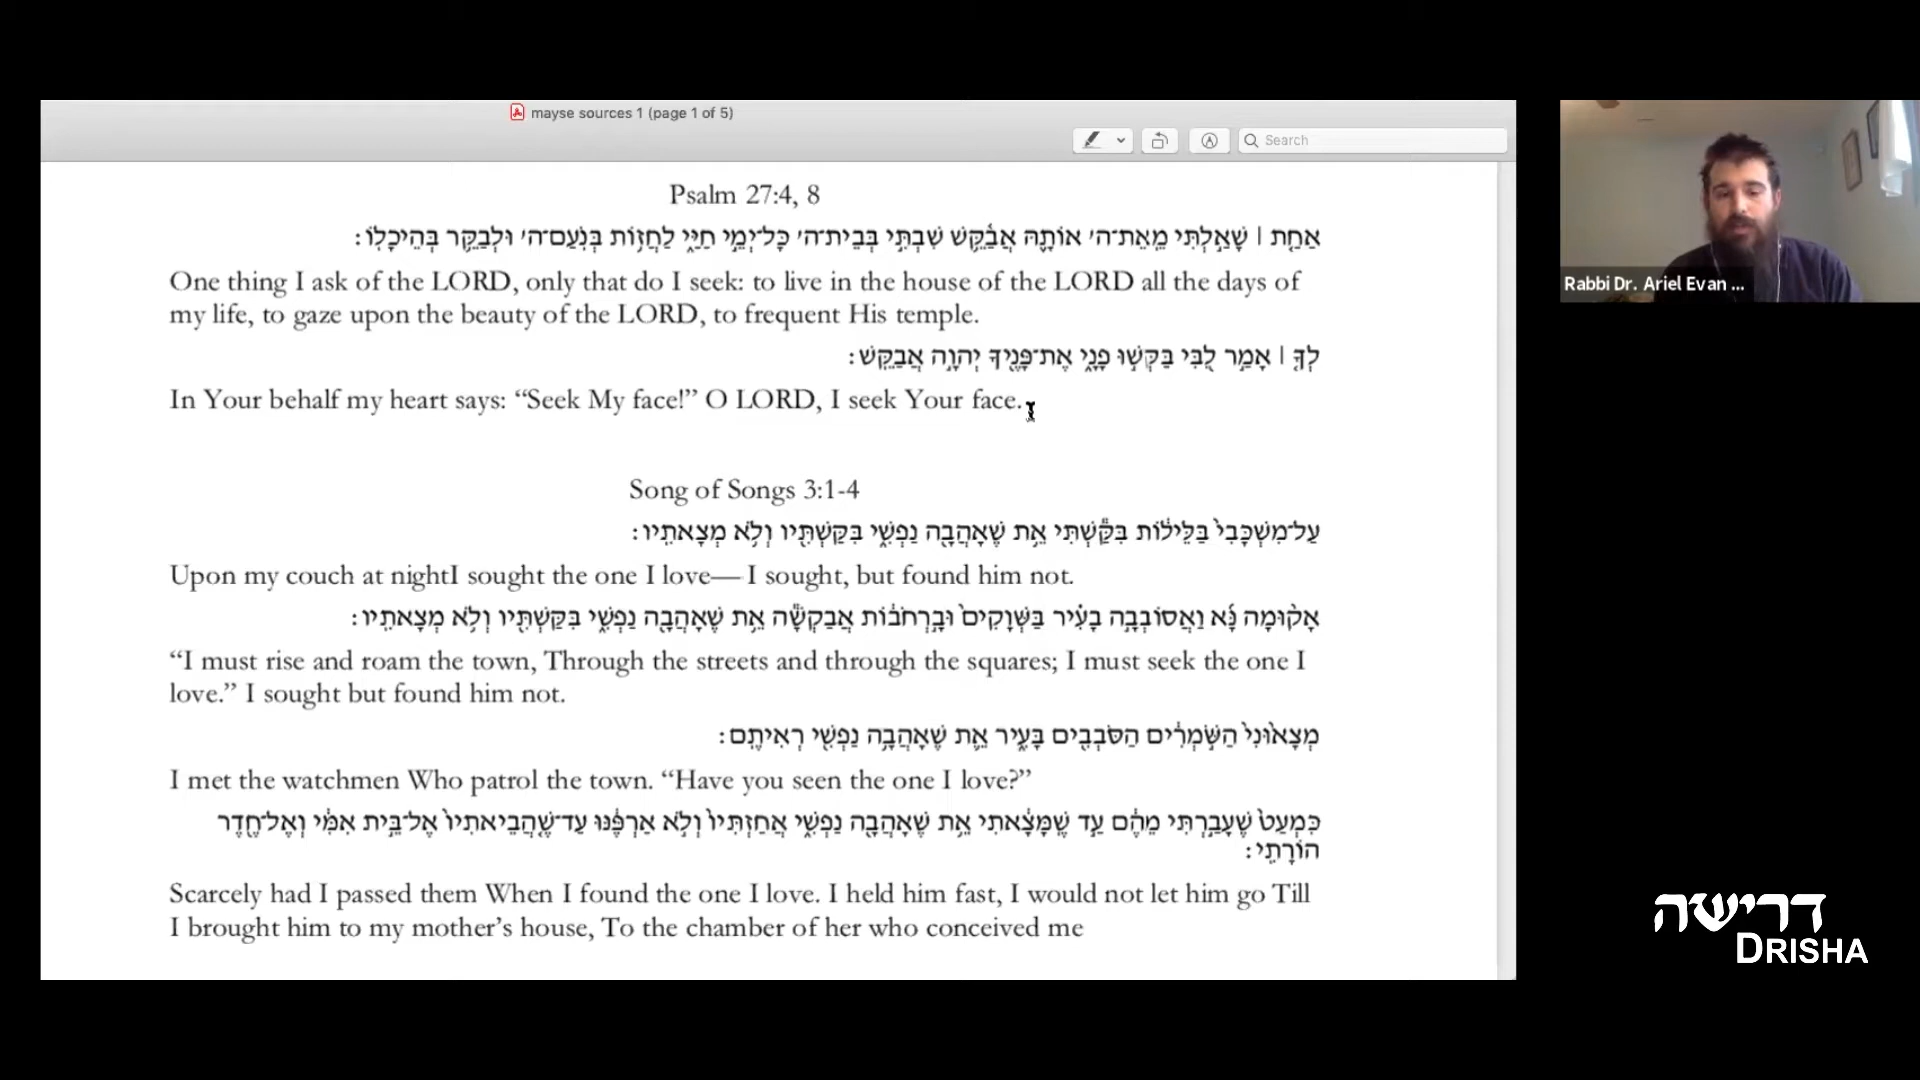 mayse sources 1 (page 1 of 5)
Search
Psalm 27:4, 8
אַחַ֤ת ׀ שָׁאַ֣לְתִּי מֵֽאֵת־ה׳ אוֹתָ֪הּ אֲבַ֫קֵּ֥שׁ שִׁבְתִּ֣י בְּבֵית־ה׳ כׇּל־יְמֵ֣י חַיַּ֑י לַחֲז֥וֹת בְּנֹֽעַם־ה׳ וּלְבַקֵּ֥ר בְּהֵיכָלֽוֹ׃
One thing I ask of the LORD, only that do I seek: to live in the house of the LORD all the days of
my life, to gaze upon the beauty of the LORD, to frequent His temple.
לְךָ֤ ׀ אָמַ֣ר לִ֭בִּי בַּקְּשׁ֣וּ פָנָ֑י אֶת־פָּנֶ֖יךָ יְהֹוָ֣ה אֲבַקֵּֽשׁ׃
In Your behalf my heart says: “Seek My face!” O LORD, I seek Your face.
Song of Songs 3:1-4
עַל־מִשְׁכָּבִי֙ בַּלֵּיל֔וֹת בִּקַּ֕שְׁתִּי אֵ֥ת שֶׁאָהֲבָ֖ה נַפְשִׁ֑י בִּקַּשְׁתִּ֖יו וְלֹ֥א מְצָאתִֽיו׃
Upon my couch at nightI sought the one I love— I sought, but found him not.
אָק֨וּמָה נָּ֜א וַאֲסוֹבְבָ֣ה בָעִ֗יר בַּשְּׁוָקִים֙ וּבָ֣רְחֹב֔וֹת אֲבַקְשָׁ֕ה אֵ֥ת שֶׁאָהֲבָ֖ה נַפְשִׁ֑י בִּקַּשְׁתִּ֖יו וְלֹ֥א מְצָאתִֽיו׃
“I must rise and roam the town, Through the streets and through the squares; I must seek the one I
love.” I sought but found him not.
מְצָא֙וּנִי֙ הַשֹּׁ֣מְרִ֔ים הַסֹּבְבִ֖ים בָּעִ֑יר אֵ֛ת שֶׁאָהֲבָ֥ה נַפְשִׁ֖י רְאִיתֶֽם׃
I met the watchmen Who patrol the town. “Have you seen the one I love?”
כִּמְעַט֙ שֶׁעָבַ֣רְתִּי מֵהֶ֔ם עַ֣ד שֶֽׁמָּצָ֔אתִי אֵ֥ת שֶׁאָהֲבָ֖ה נַפְשִׁ֑י אֲחַזְתִּיו֙ וְלֹ֣א אַרְפֶּ֔נּוּ עַד־שֶׁ֤הֲבֵיאתִיו֙ אֶל־בֵּ֣ית אִמִּ֔י וְאֶל־חֶ֖דֶר
הוֹרָתִֽי׃
Scarcely had I passed them When I found the one I love. I held him fast, I would not let him go Till
I brought him to my mother’s house, To the chamber of her who conceived me
Rabbi Dr. Ariel Evan ...
דרישה
DRISHA